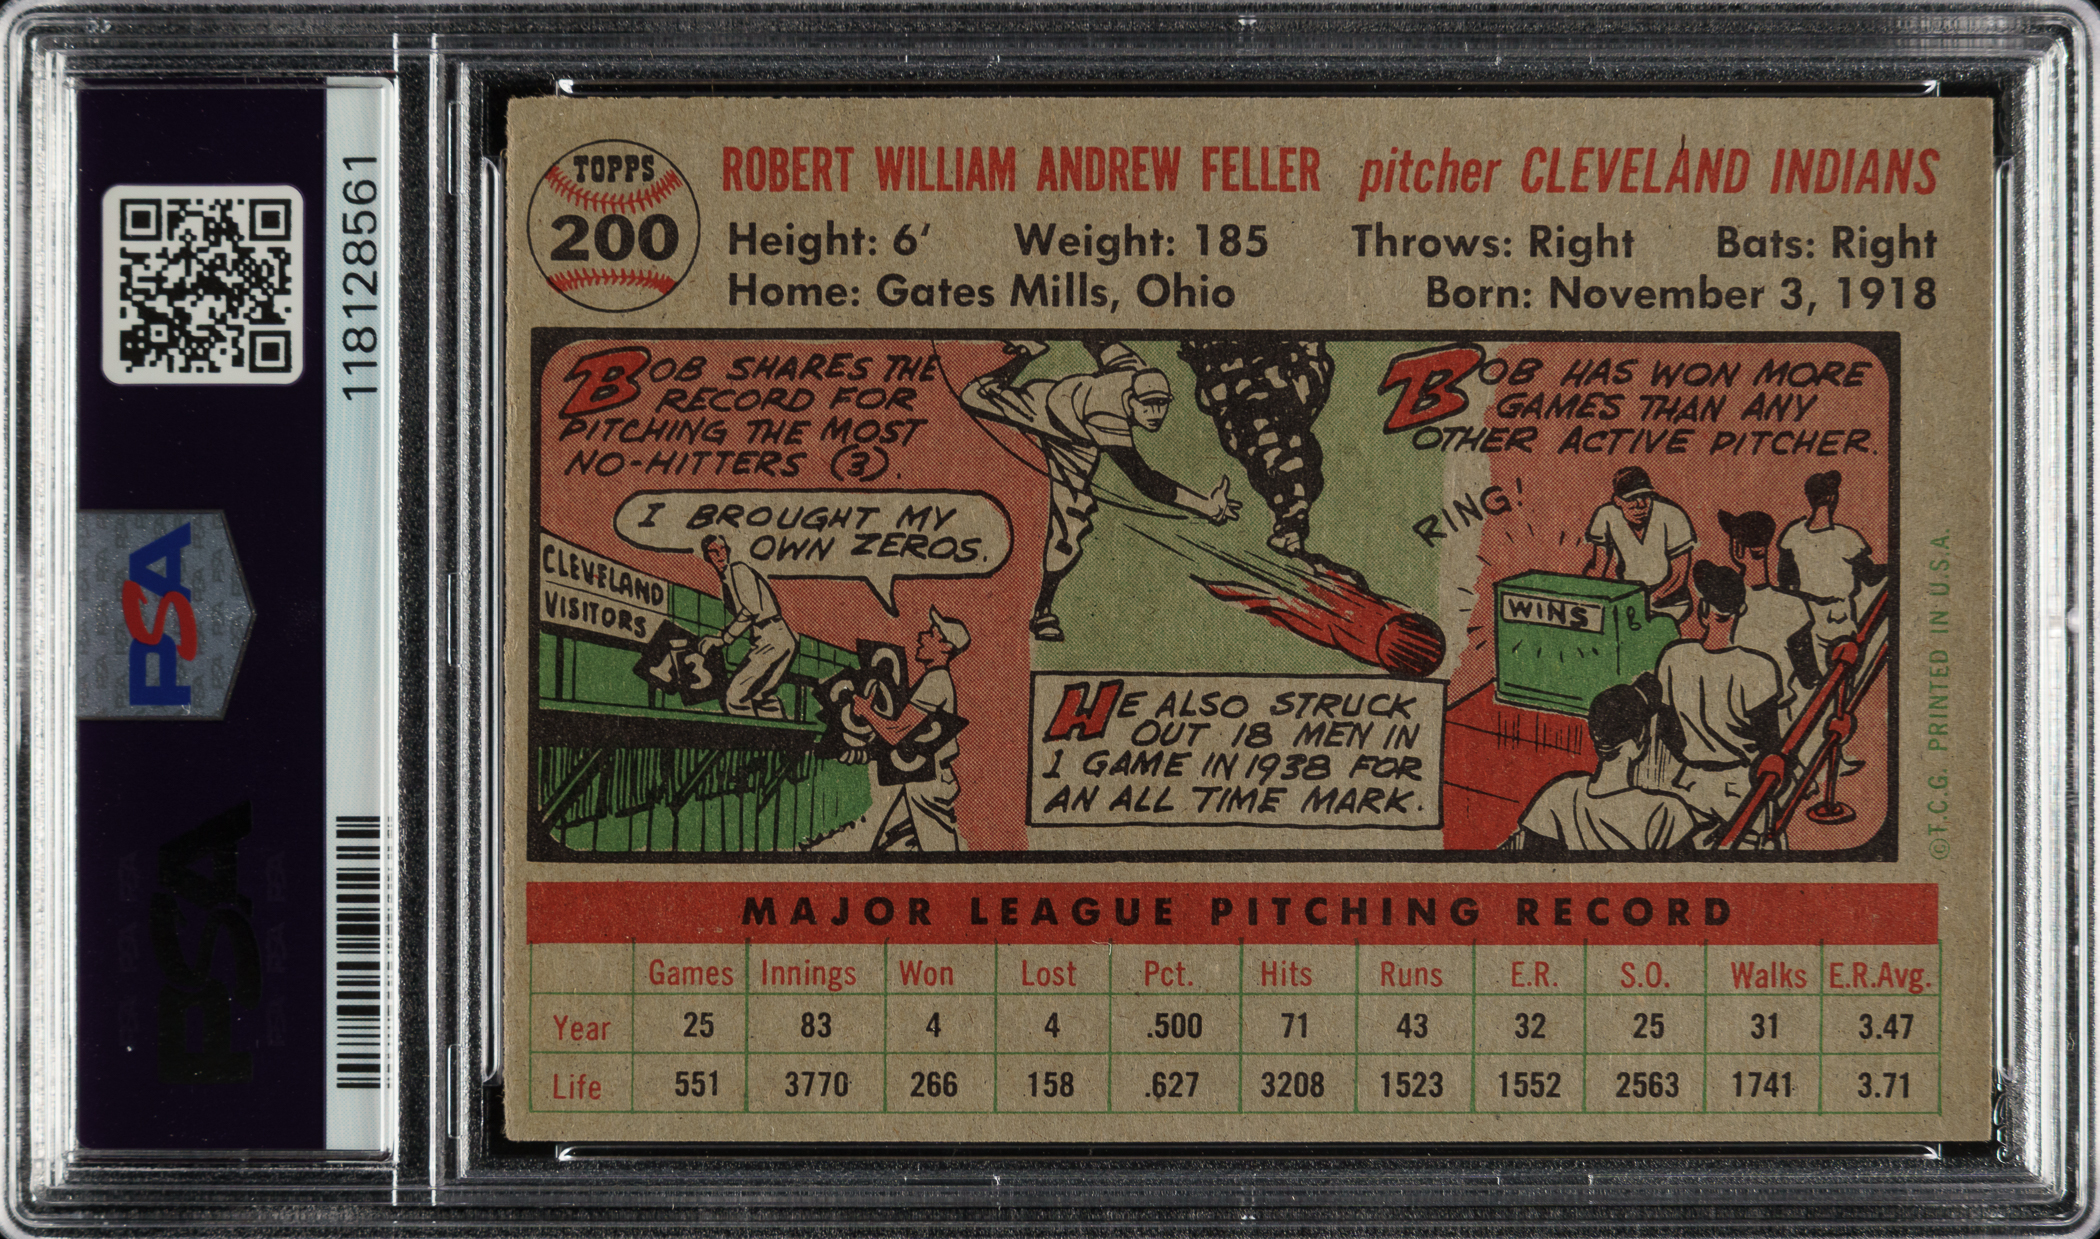 118128561
PSA
PSA
TOPPS
200
ROBERT WILLIAM ANDREW FELLER pitcher CLEVELAND INDIANS
Height: 6' Weight: 185 Throws: Right Bats: Right
Home: Gates Mills, Ohio Born: November 3, 1918
BOB SHARES THE
RECORD FOR
PITCHING THE MOST
NO-HITTERS (3).
I BROUGHT MY
OWN ZEROS.
CLEVELAND
VISITORS
3
HE ALSO STRUCK
OUT 18 MEN IN
1 GAME IN 1938 FOR
AN ALL TIME MARK.
BOB HAS WON MORE
GAMES THAN ANY
OTHER ACTIVE PITCHER.
RING!
WINS
©T.C.G. PRINTED IN U.S.A.
MAJOR LEAGUE PITCHING RECORD
Games Innings Won Lost Pct. Hits Runs E.R. S.O. Walks E.R.Avg.
Year 25 83 4 4 .500 71 43 32 25 31 3.47
Life 551 3770 266 158 .627 3208 1523 1552 2563 1741 3.71